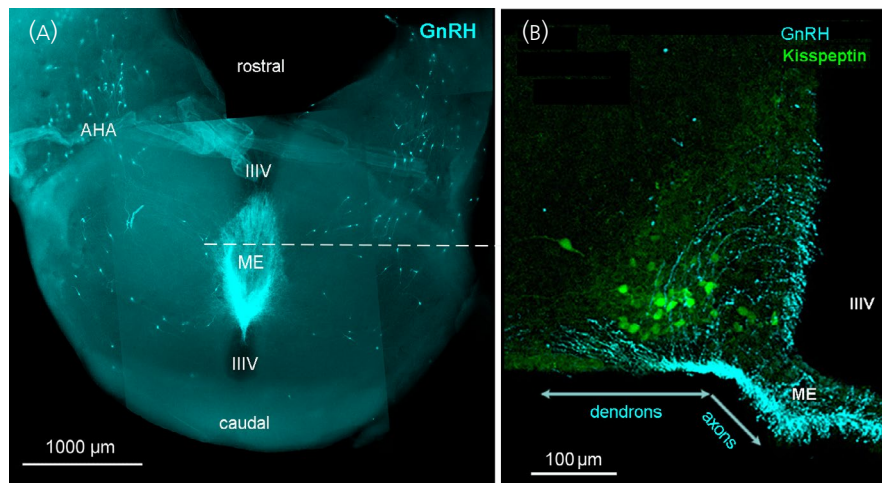 (A)
GnRH
rostral
AHA
IIIV
ME
IIIV
caudal
1000 µm
(B)
GnRH
Kisspeptin
IIIV
ME
dendrons
axons
100 µm